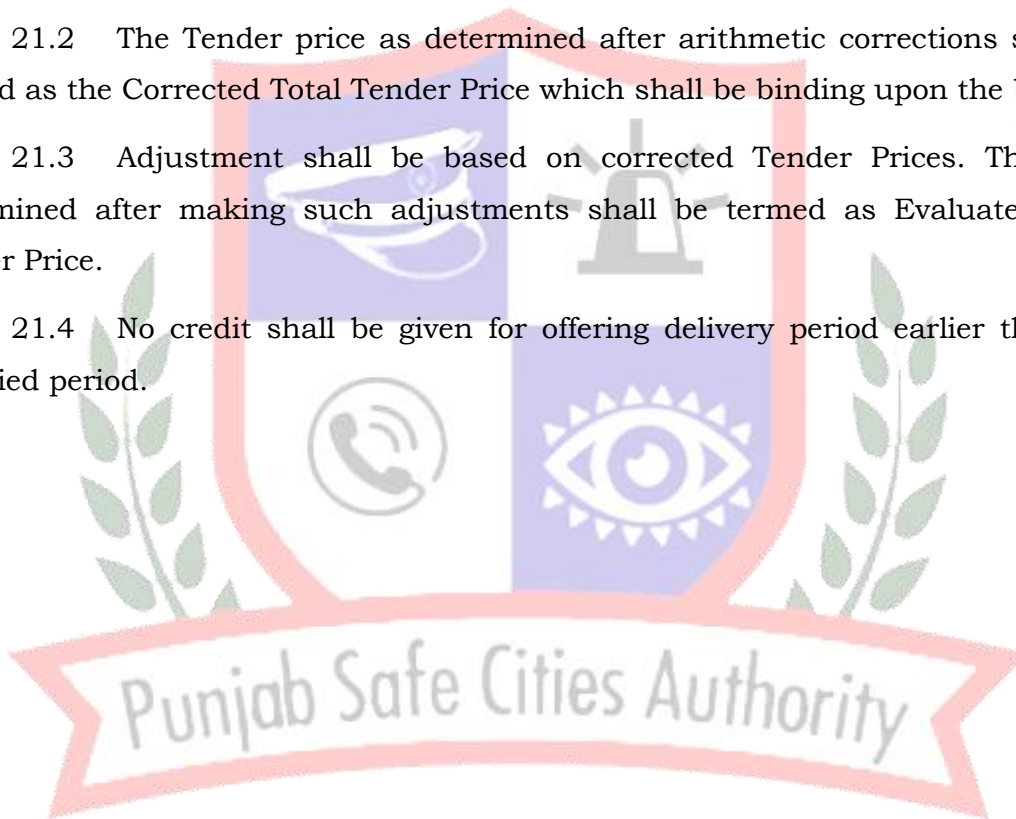 21.2 The Tender price as determined after arithmetic corrections s
d as the Corrected Total Tender Price which shall be binding upon the
21.3 Adjustment shall be based on corrected Tender Prices. Th
mined after making such adjustments shall be termed as Evaluate
r Price.
21.4 No credit shall be given for offering delivery period earlier th
ied period.
Punjab Safe Cities Authority